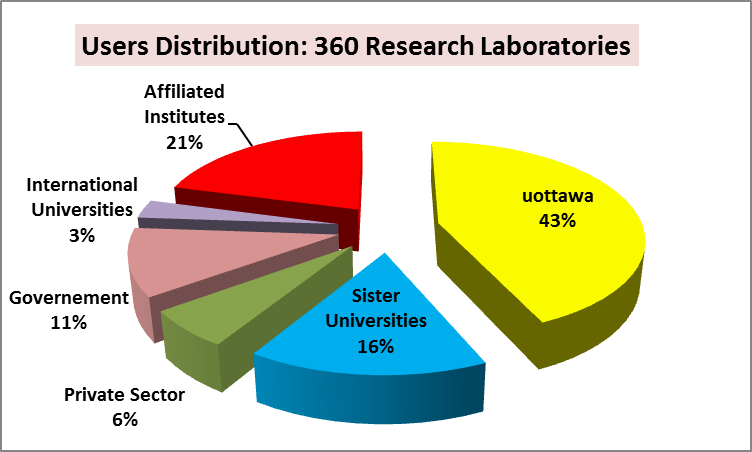 Users Distribution: 360 Research Laboratories
Affiliated
Institutes
21%
uottawa
43%
International
Universities
3%
Governement
11%
Sister
Universities
16%
Private Sector
6%